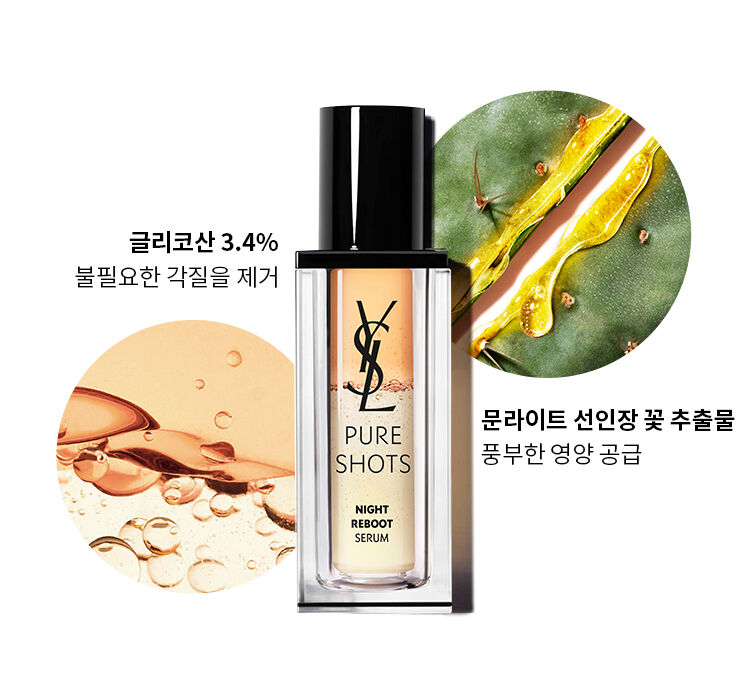 글리코산 3.4%
불필요한 각질을 제거
YSL
PURE
SHOTS
NIGHT
REBOOT
SERUM
문라이트 선인장 꽃 추출물
풍부한 영양 공급